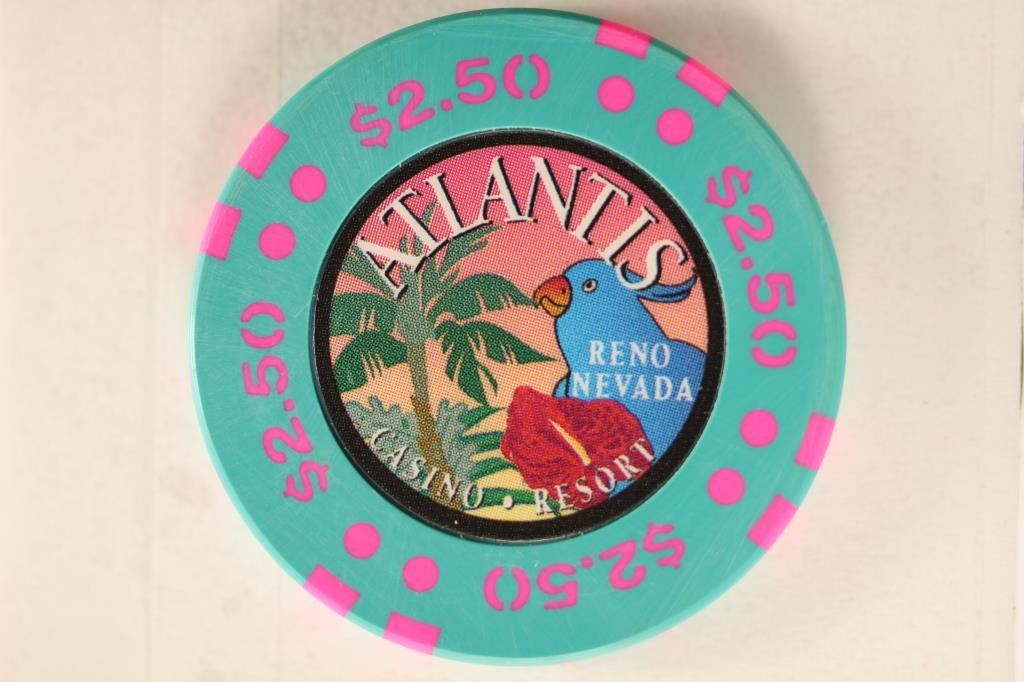 $2.50
$2.50
$2.50
$2.50
ATLANTIS
RENO
NEVADA
CASINO • RESORT